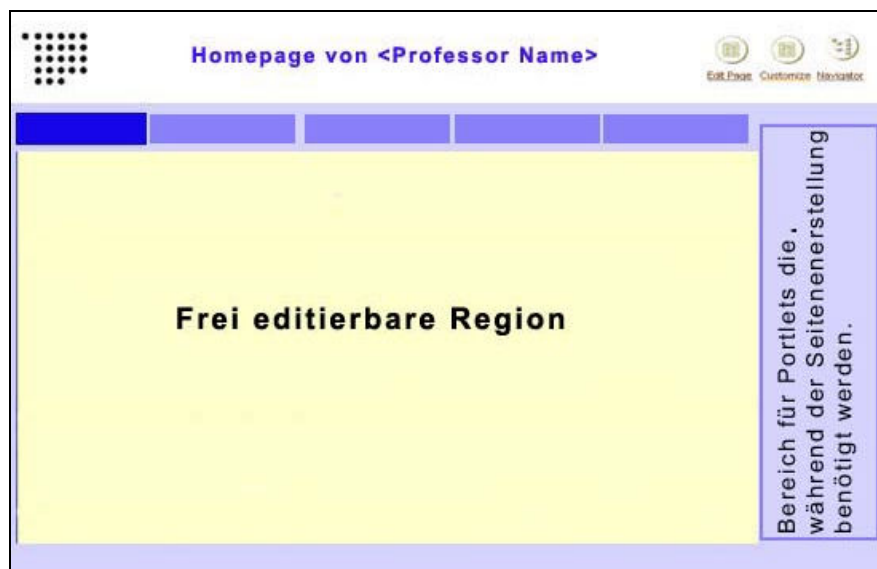 Homepage von <Professor Name>
Edit Page Customize Navigator
Frei editierbare Region
Bereich für Portlets die,
während der Seitenenerstellung
benötigt werden.